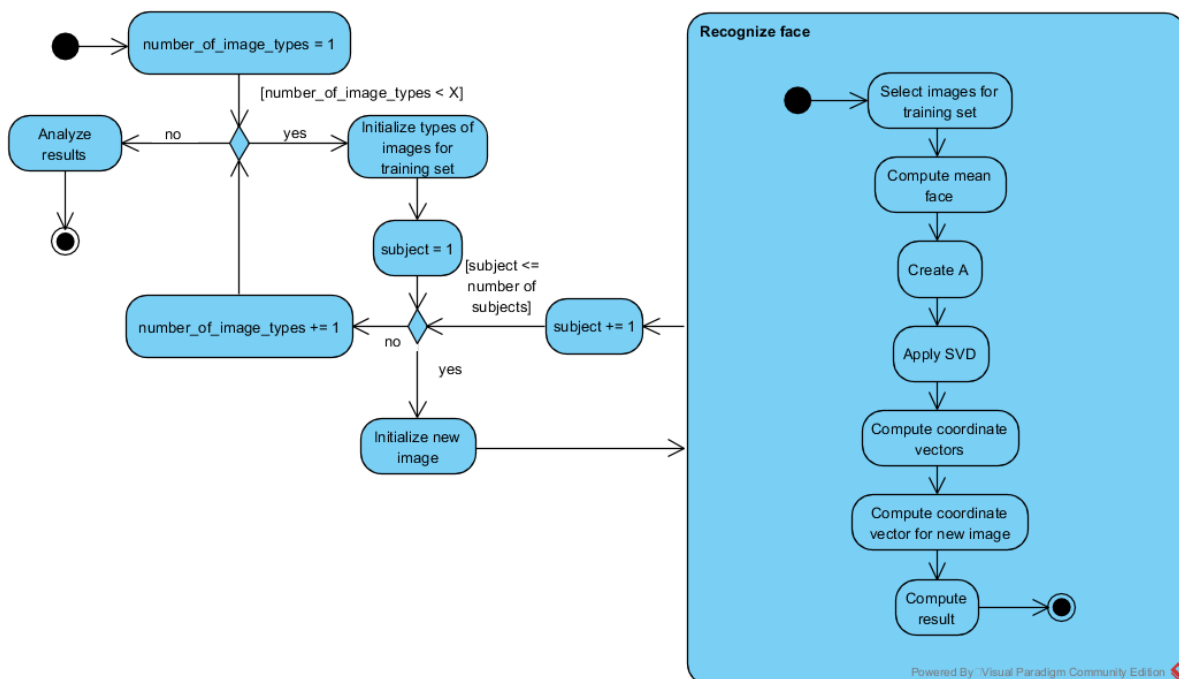 number_of_image_types = 1
[number_of_image_types < X]
no
yes
Analyze
results
Initialize types of
images for
training set
subject = 1
[subject <=
number of
subjects]
number_of_image_types += 1
no
subject += 1
yes
Initialize new
image
Recognize face
Select images for
training set
Compute mean
face
Create A
Apply SVD
Compute coordinate
vectors
Compute coordinate
vector for new image
Compute
result
Powered By Visual Paradigm Community Edition